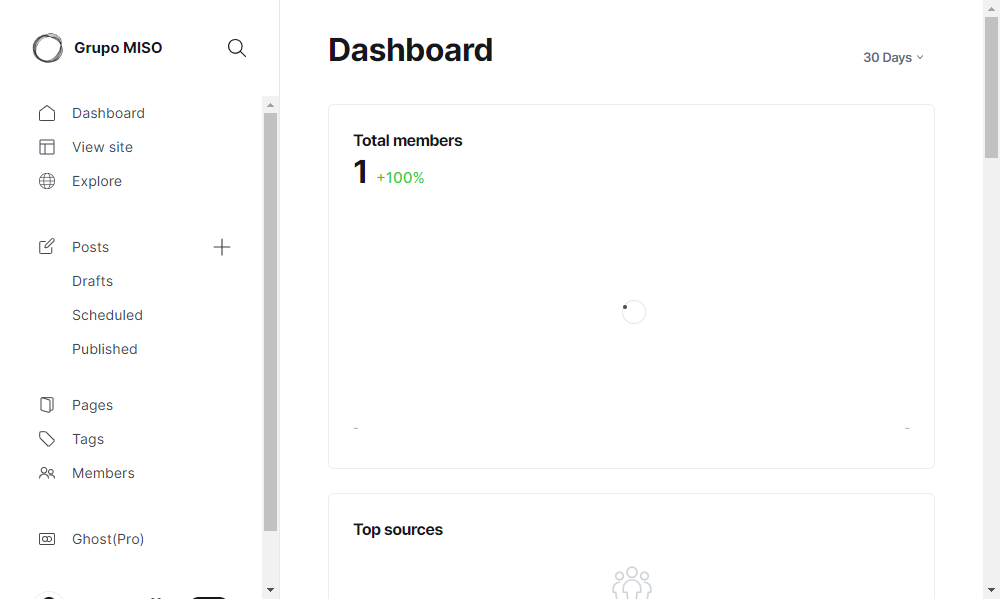 Grupo MISO
Dashboard
View site
Explore
Posts
Drafts
Scheduled
Published
Pages
Tags
Members
Ghost(Pro)
Dashboard
30 Days
Total members
1 +100%
- -
Top sources